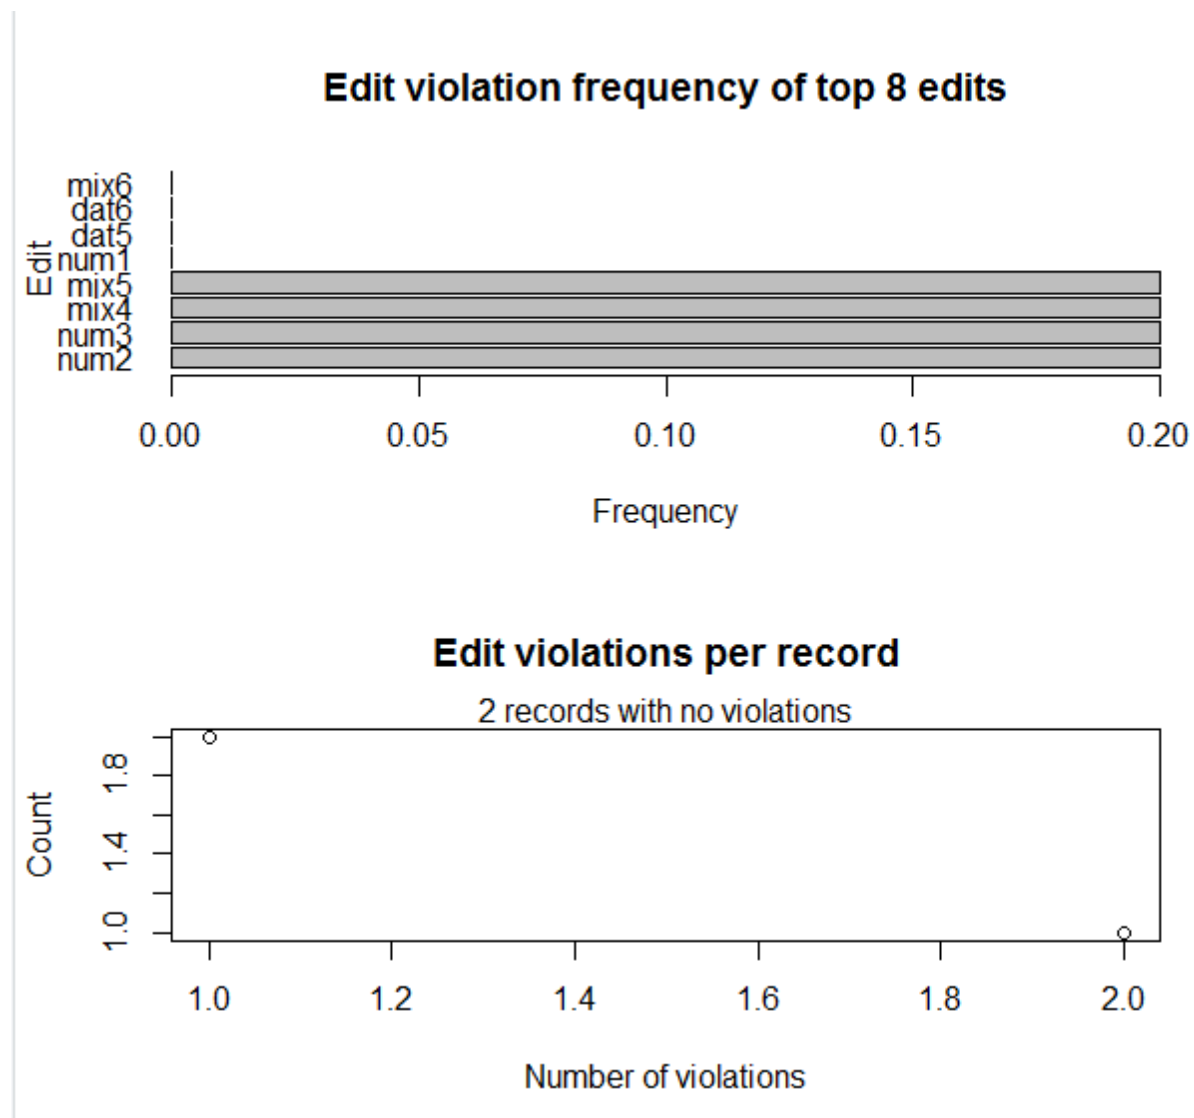 Edit violation frequency of top 8 edits
mix6
dat6
dat5
num1
mix5
mix4
num3
num2
Edit
0.00 0.05 0.10 0.15 0.20
Frequency
Edit violations per record
2 records with no violations
1.8
1.4
1.0
Count
1.0 1.2 1.4 1.6 1.8 2.0
Number of violations